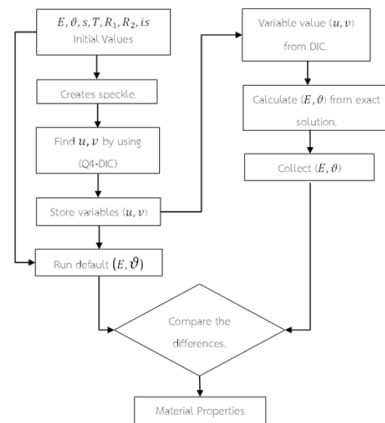 E, ϑ, s, T, R₁, R₂, is
Initial Values
Creates speckle.
Find u, v by using
(Q4-DIC)
Store variables (u, v)
Run default (E, ϑ)
Variable value (u, v)
from DIC.
Calculate (E, ϑ) from exact
solution.
Collect (E, ϑ)
Compare the
differences.
Material Properties